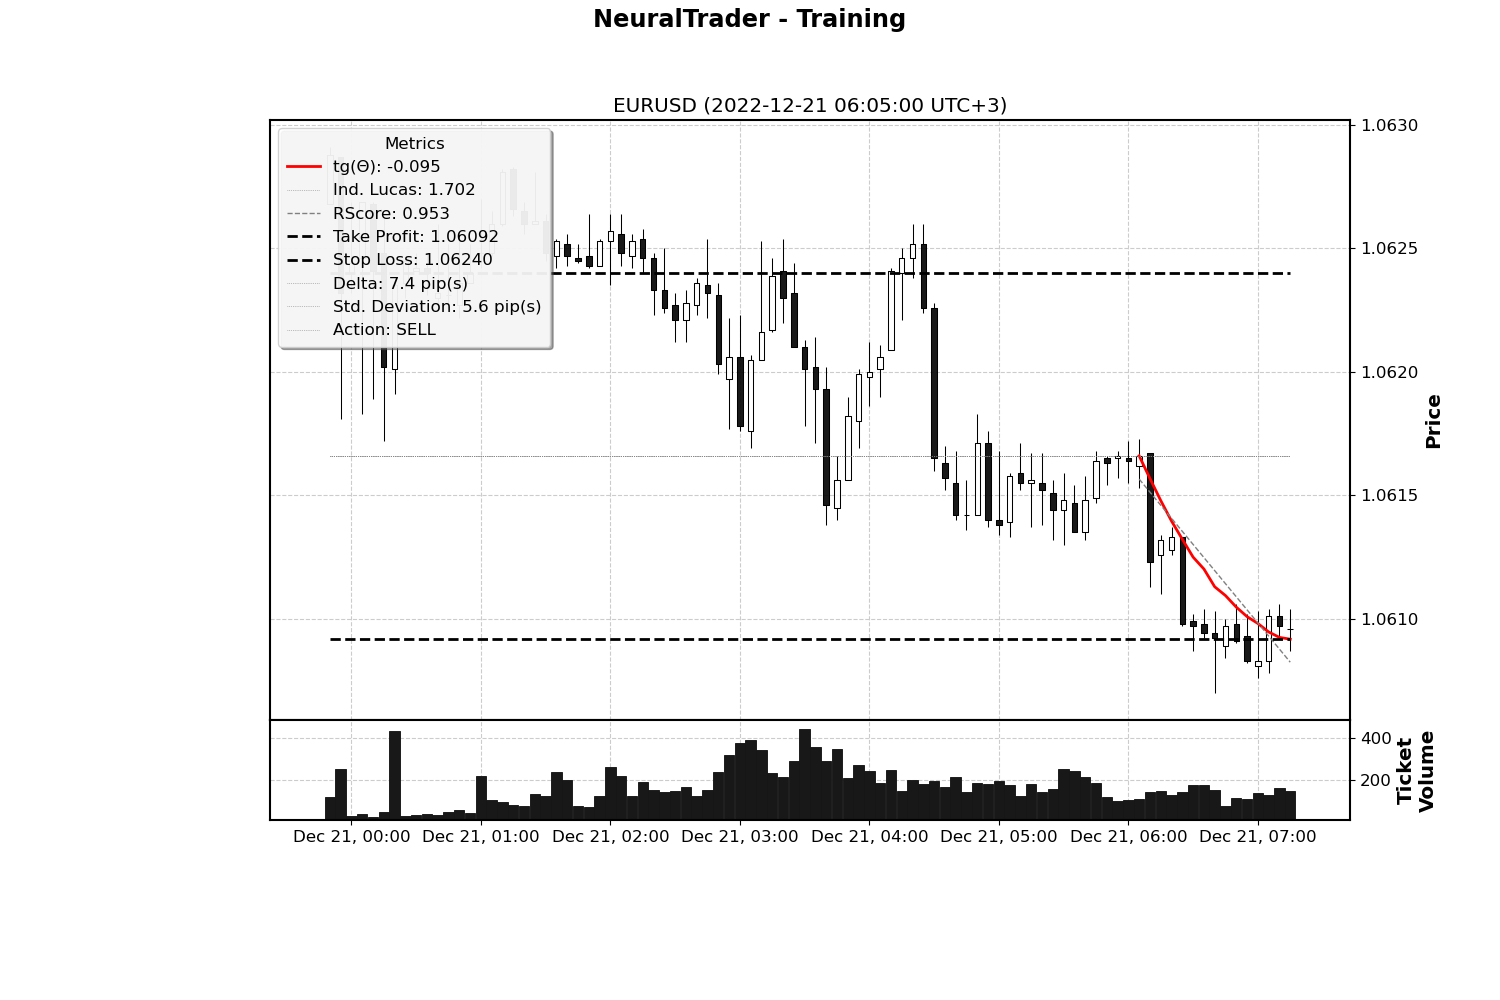 NeuralTrader - Training
EURUSD (2022-12-21 06:05:00 UTC+3)
Metrics
tg(Θ): -0.095
Ind. Lucas: 1.702
RScore: 0.953
Take Profit: 1.06092
Stop Loss: 1.06240
Delta: 7.4 pip(s)
Std. Deviation: 5.6 pip(s)
Action: SELL
1.0630
1.0625
1.0620
1.0615
1.0610
Price
400
200
Ticket
Volume
Dec 21, 00:00
Dec 21, 01:00
Dec 21, 02:00
Dec 21, 03:00
Dec 21, 04:00
Dec 21, 05:00
Dec 21, 06:00
Dec 21, 07:00